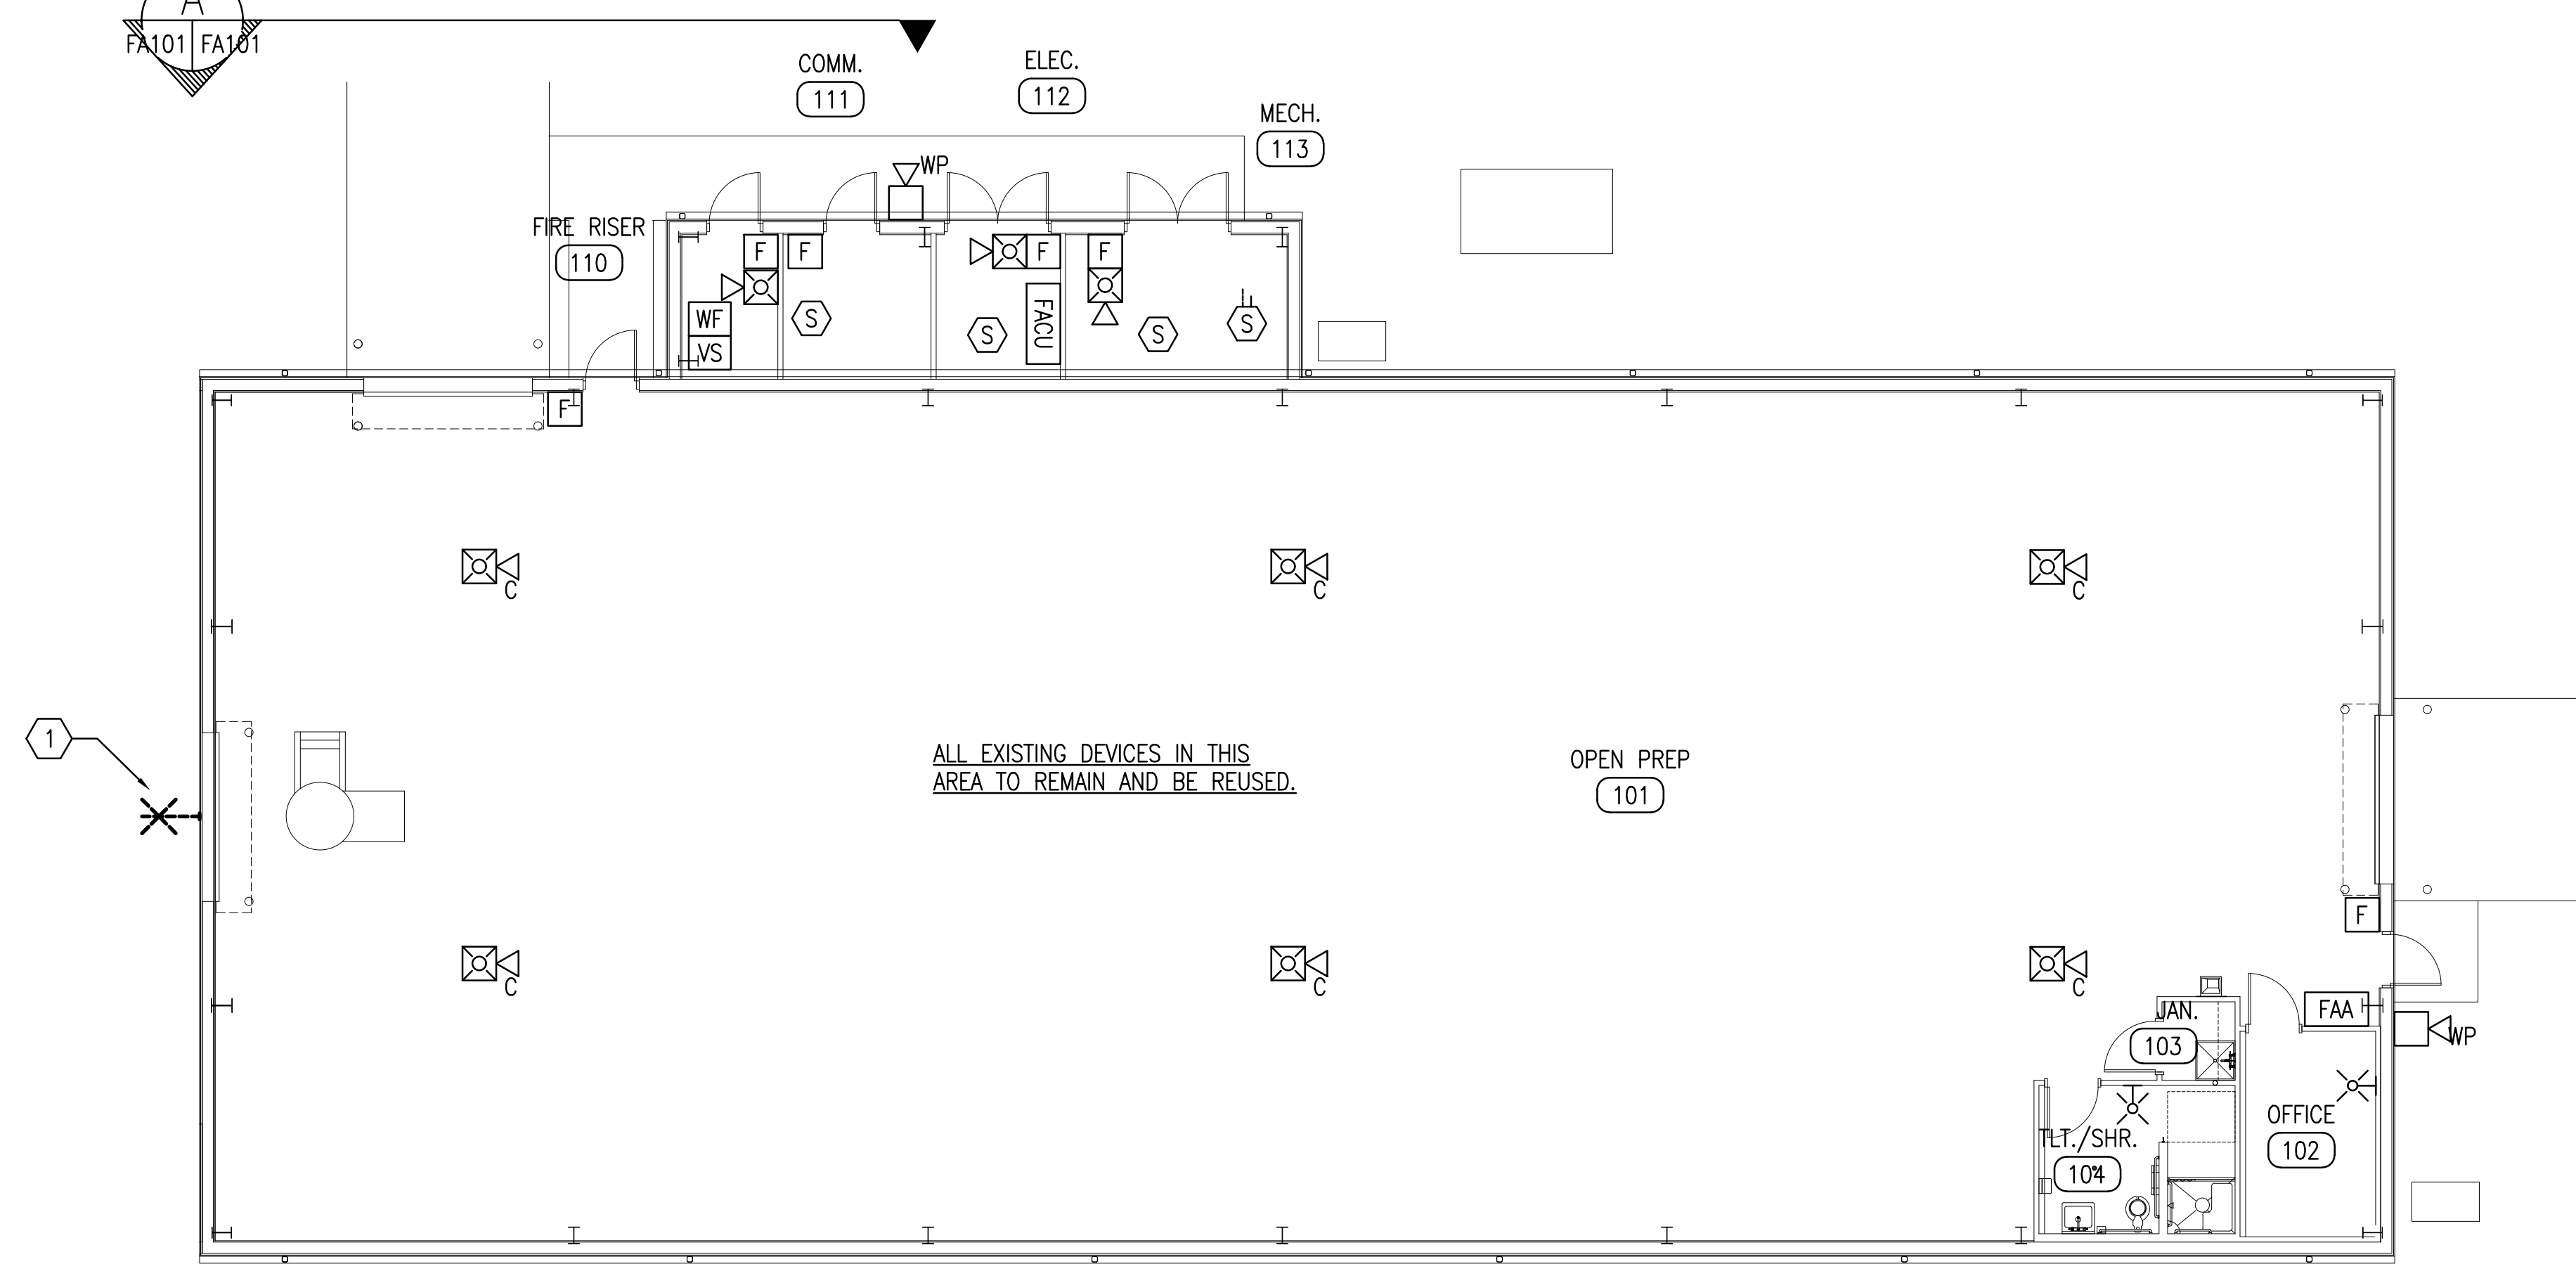 A
FA101 FA101
COMM.
111
ELEC.
112
MECH.
113
WP
FIRE RISER
110
F
F
F
F
WF
VS
S
S
FACU
S
S
F
C
C
C
1
ALL EXISTING DEVICES IN THIS
AREA TO REMAIN AND BE REUSED.
OPEN PREP
101
F
C
C
C
FAA
JAN.
103
WP
OFFICE
102
TLT./SHR.
104